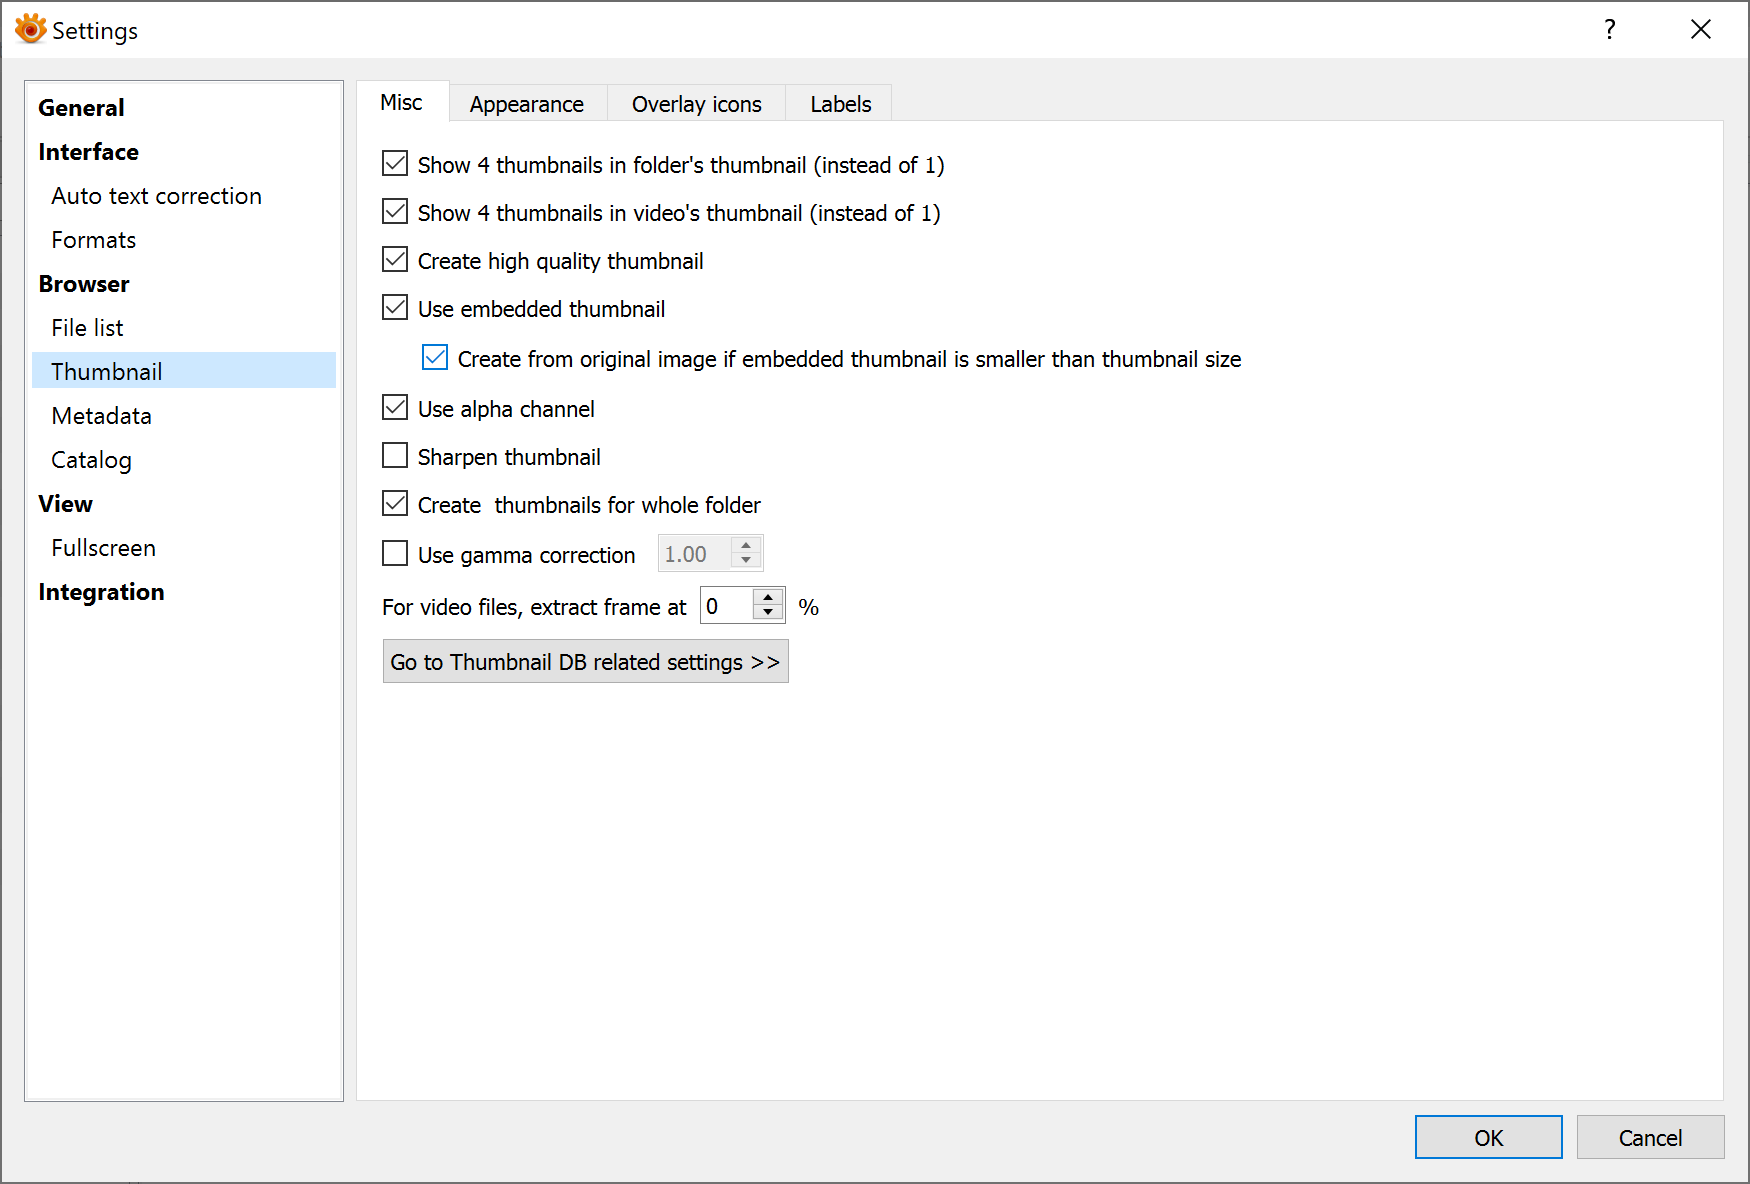 Settings
?
General
Interface
Auto text correction
Formats
Browser
File list
Thumbnail
Metadata
Catalog
View
Fullscreen
Integration
Misc Appearance Overlay icons Labels
Show 4 thumbnails in folder's thumbnail (instead of 1)
Show 4 thumbnails in video's thumbnail (instead of 1)
Create high quality thumbnail
Use embedded thumbnail
Create from original image if embedded thumbnail is smaller than thumbnail size
Use alpha channel
Sharpen thumbnail
Create  thumbnails for whole folder
Use gamma correction 1.00
For video files, extract frame at 0 %
Go to Thumbnail DB related settings >>
OK Cancel